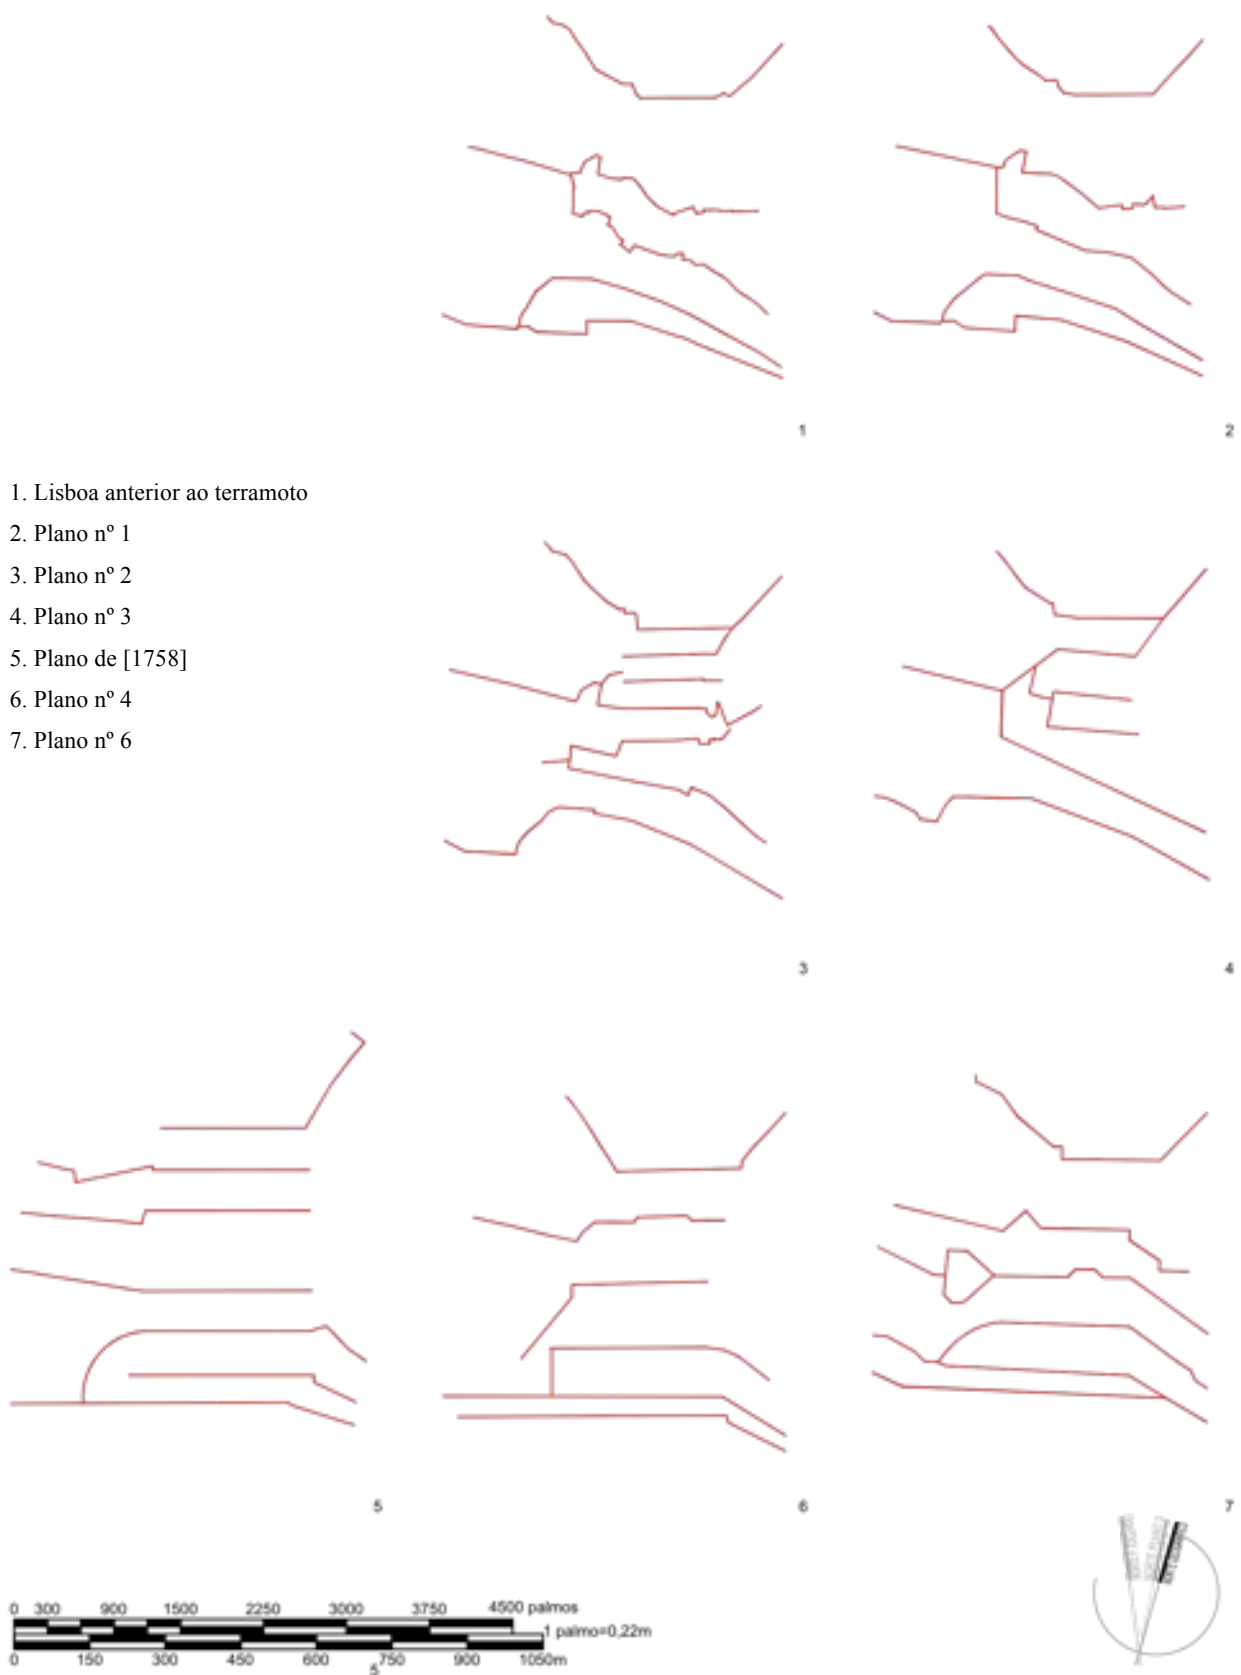 1
2
1. Lisboa anterior ao terramoto
2. Plano nº 1
3. Plano nº 2
4. Plano nº 3
5. Plano de [1758]
6. Plano nº 4
7. Plano nº 6
3
4
5
6
7
0 300 900 1500 2250 3000 3750 4500 palmos
1 palmo=0,22m
0 150 300 450 600 750 900 1050m
5